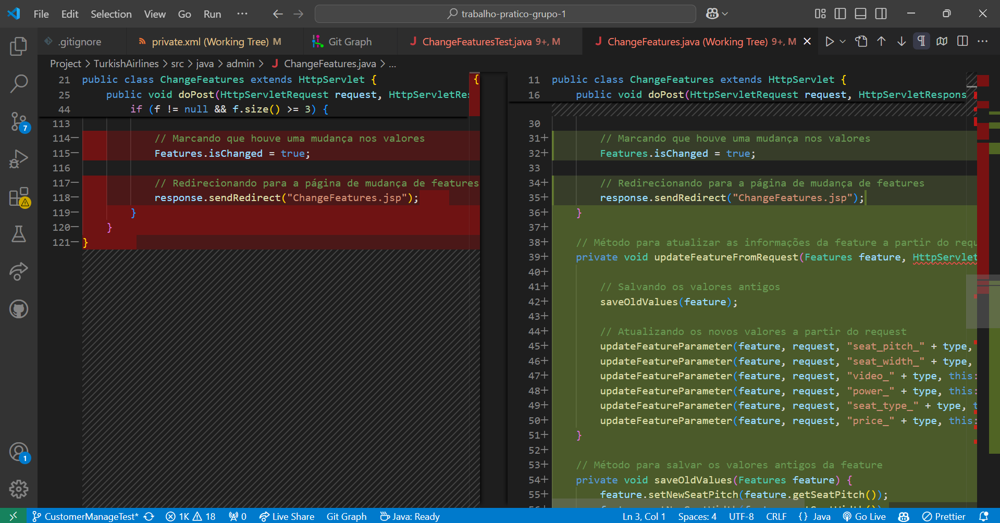 File Edit Selection View Go Run ··· trabalho-pratico-grupo-1
.gitignore private.xml (Working Tree) M Git Graph ChangeFeaturesTest.java 9+, M ChangeFeatures.java (Working Tree) 9+, M
Project > TurkishAirlines > src > java > admin > J ChangeFeatures.java > ...
21 public class ChangeFeatures extends HttpServlet { {
25 public void doPost(HttpServletRequest request, HttpServletRes
44 if (f != null && f.size() >= 3) {
113
114— // Marcando que houve uma mudança nos valores
115— Features.isChanged = true;
116
117— // Redirecionando para a página de mudança de features
118— response.sendRedirect("ChangeFeatures.jsp");
119— }
120— }
121— }
11 public class ChangeFeatures extends HttpServlet {
16 public void doPost(HttpServletRequest request, HttpServletRespons
30
31+ // Marcando que houve uma mudança nos valores
32+ Features.isChanged = true;
33
34+ // Redirecionando para a página de mudança de features
35+ response.sendRedirect("ChangeFeatures.jsp");
36+ }
37+
38+ // Método para atualizar as informações da feature a partir do requ
39+ private void updateFeatureFromRequest(Features feature, HttpServlet
40+
41+ // Salvando os valores antigos
42+ saveOldValues(feature);
43+
44+ // Atualizando os novos valores a partir do request
45+ updateFeatureParameter(feature, request, "seat_pitch_" + type,
46+ updateFeatureParameter(feature, request, "seat_width_" + type,
47+ updateFeatureParameter(feature, request, "video_" + type, this:
48+ updateFeatureParameter(feature, request, "power_" + type, this:
49+ updateFeatureParameter(feature, request, "seat_type_" + type, t
50+ updateFeatureParameter(feature, request, "price_" + type, this:
51+ }
52+
53+ // Método para salvar os valores antigos da feature
54+ private void saveOldValues(Features feature) {
55+ feature.setNewSeatPitch(feature.getSeatPitch());
7
1
CustomerManageTest* 1K 18 0 Live Share Git Graph Java: Ready Ln 3, Col 1 Spaces: 4 UTF-8 CRLF {} Java Go Live Prettier